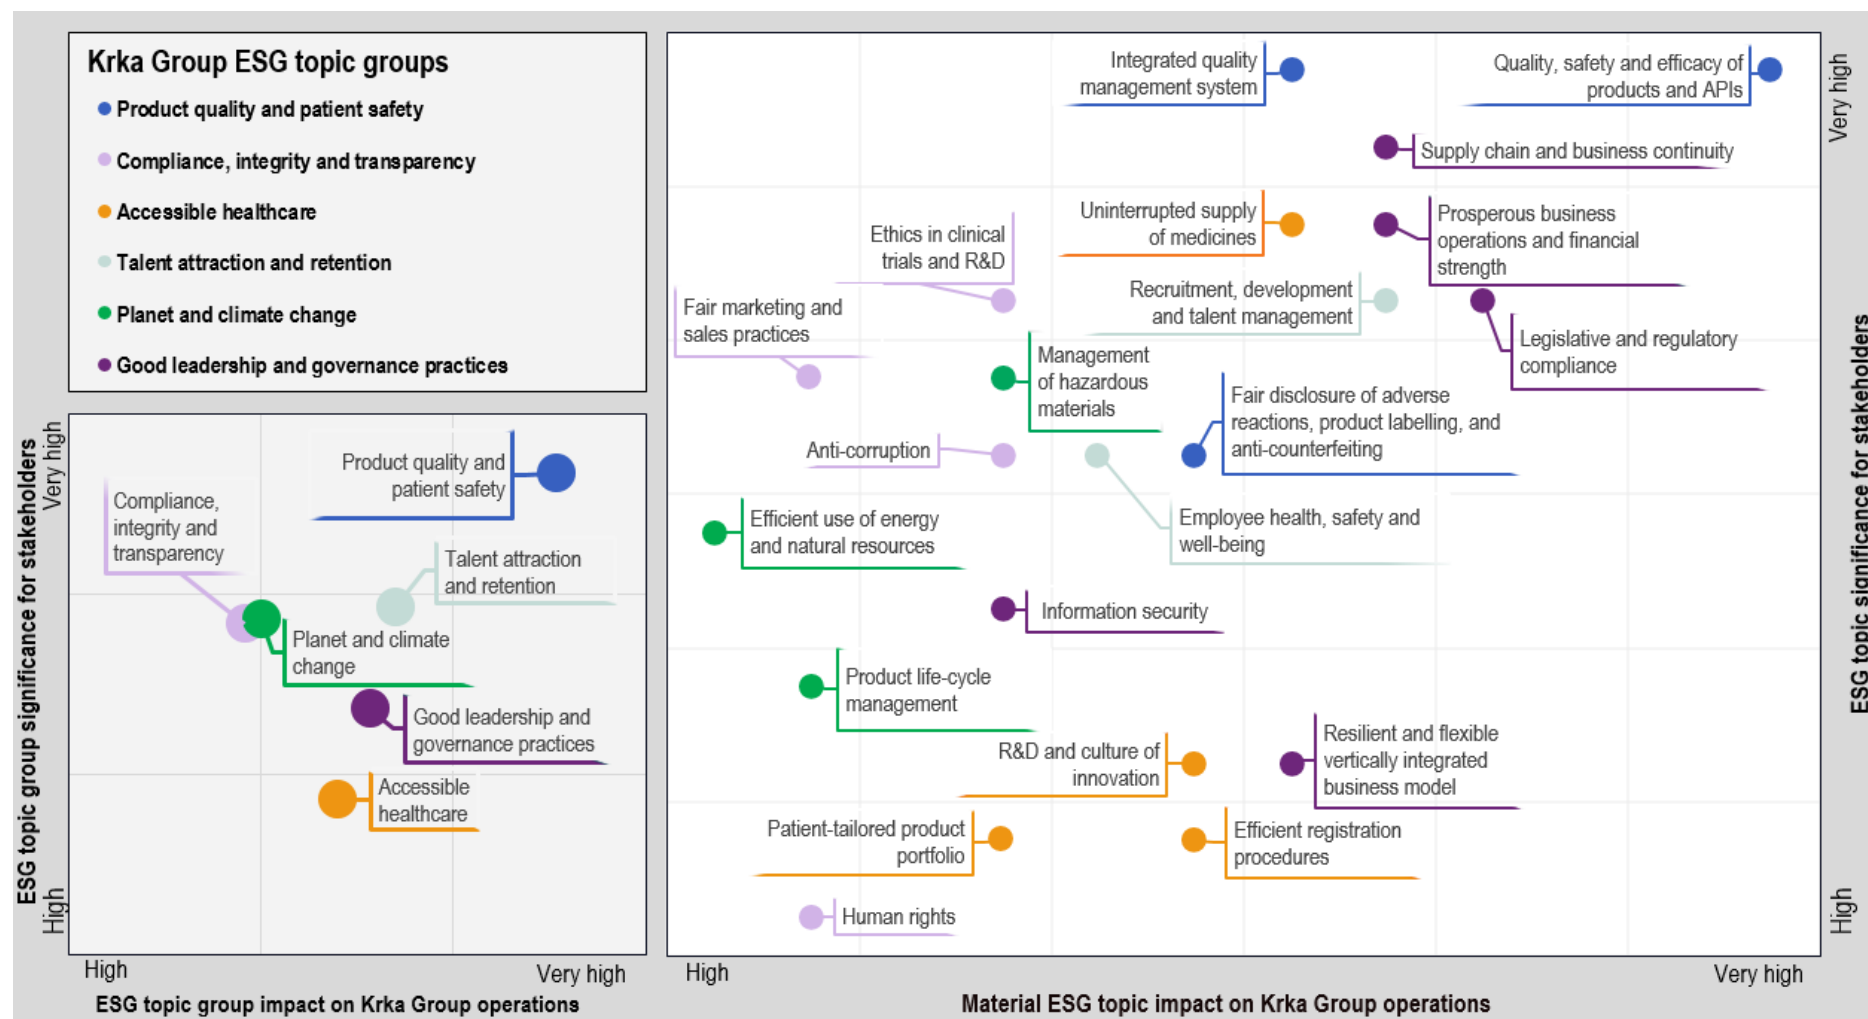 Krka Group ESG topic groups
Product quality and patient safety
Compliance, integrity and transparency
Accessible healthcare
Talent attraction and retention
Planet and climate change
Good leadership and governance practices
ESG topic group significance for stakeholders
Very high
High
Product quality and
patient safety
Compliance,
integrity and
transparency
Talent attraction
and retention
Planet and climate
change
Good leadership and
governance practices
Accessible
healthcare
High
Very high
ESG topic group impact on Krka Group operations
Integrated quality
management system
Quality, safety and efficacy of
products and APIs
Supply chain and business continuity
Uninterrupted supply
of medicines
Prosperous business
operations and financial
strength
Ethics in clinical
trials and R&D
Recruitment, development
and talent management
Fair marketing and
sales practices
Legislative and regulatory
compliance
Management
of hazardous
materials
Fair disclosure of adverse
reactions, product labelling, and
anti-counterfeiting
Anti-corruption
Efficient use of energy
and natural resources
Employee health, safety and
well-being
Information security
Product life-cycle
management
R&D and culture of
innovation
Resilient and flexible
vertically integrated
business model
Patient-tailored product
portfolio
Efficient registration
procedures
Human rights
High
Very high
Material ESG topic impact on Krka Group operations
Very high
High
ESG topic significance for stakeholders